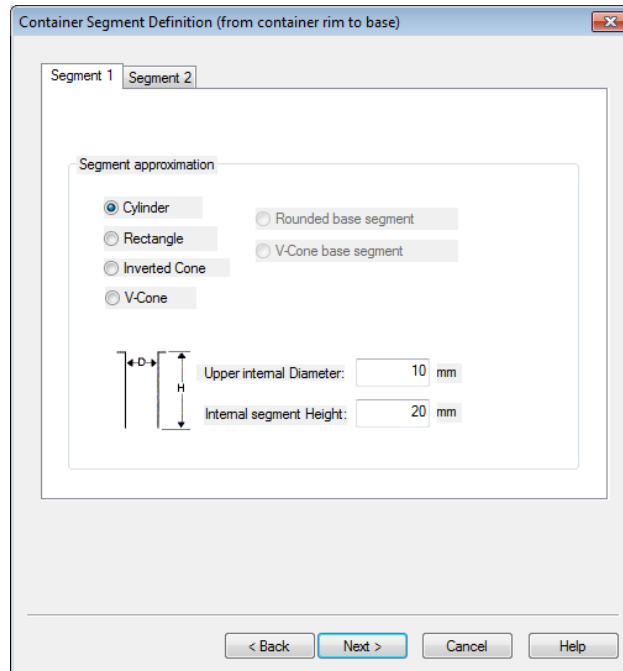 Container Segment Definition (from container rim to base)
Segment 1 Segment 2
Segment approximation
Cylinder
Rounded base segment
Rectangle
V-Cone base segment
Inverted Cone
V-Cone
D
H
Upper internal Diameter: 10 mm
Internal segment Height: 20 mm
< Back Next > Cancel Help